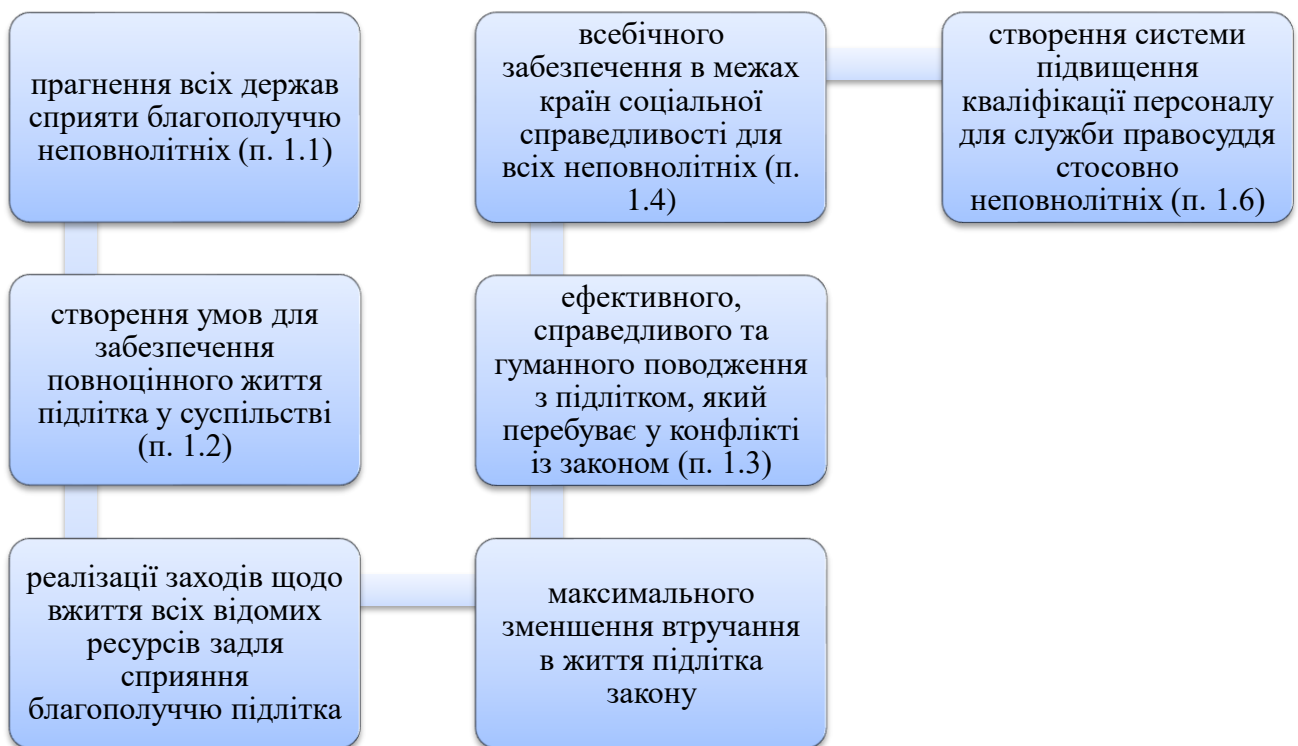 прагнення всіх держав
сприяти благополуччю
неповнолітніх (п. 1.1)
створення умов для
забезпечення
повноцінного життя
підлітка у суспільстві
(п. 1.2)
реалізації заходів щодо
вжиття всіх відомих
ресурсів задля
сприяння
благополуччю підлітка
максимального
зменшення втручання
в життя підлітка
закону
ефективного,
справедливого та
гуманного поводження
з підлітком, який
перебуває у конфлікті
із законом (п. 1.3)
всебічного
забезпечення в межах
країн соціальної
справедливості для
всіх неповнолітніх (п.
1.4)
створення системи
підвищення
кваліфікації персоналу
для служби правосуддя
стосовно
неповнолітніх (п. 1.6)